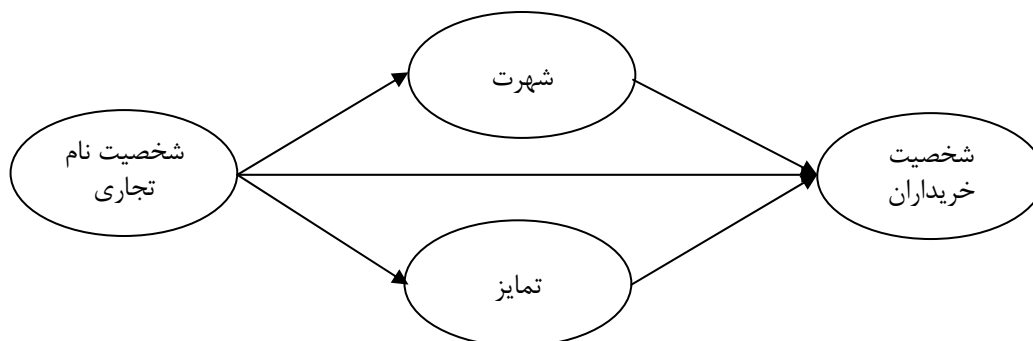 شهرت
شخصیت نام
تجاری
شخصیت
خریداران
تمایز